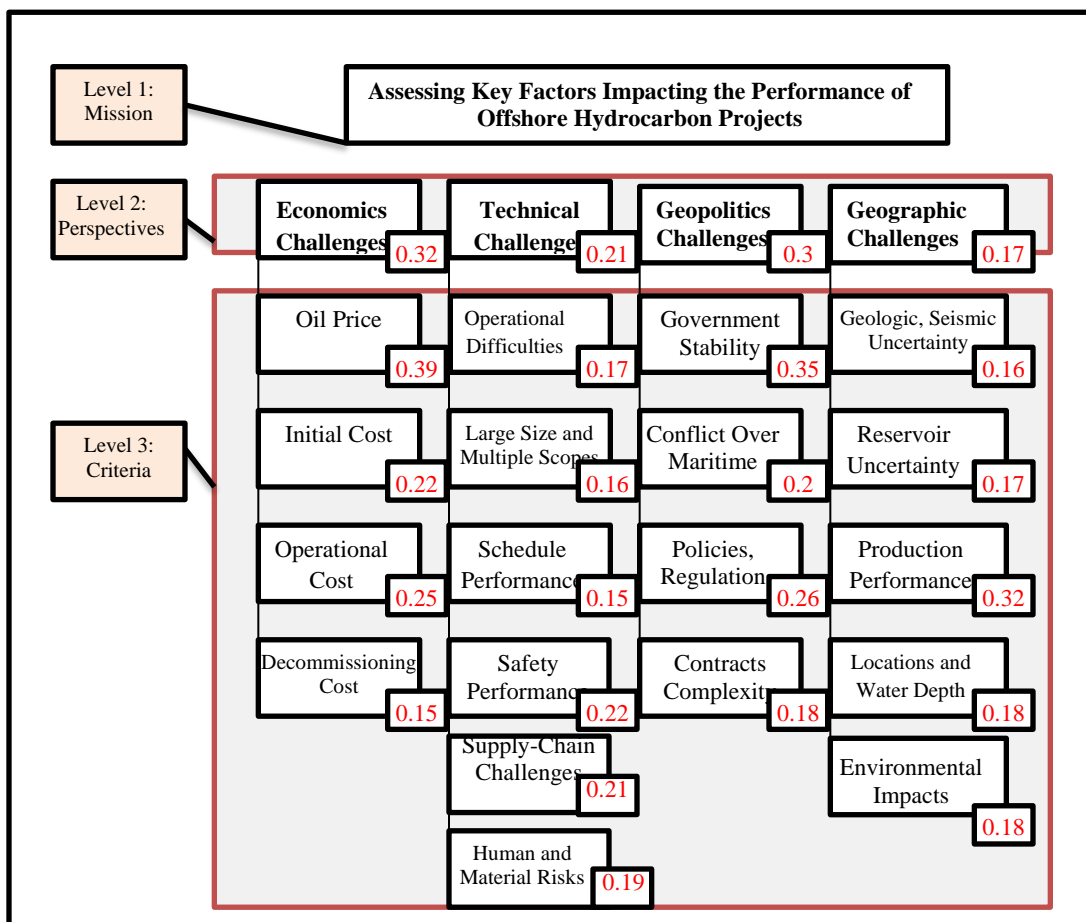 Level 1:
Mission
Assessing Key Factors Impacting the Performance of
Offshore Hydrocarbon Projects
Level 2:
Perspectives
Economics
Challenges
0.32
Technical
Challenge
0.21
Geopolitics
Challenges
0.3
Geographic
Challenges
0.17
Level 3:
Criteria
Oil Price
0.39
Initial Cost
0.22
Operational
Cost
0.25
Decommissioning
Cost
0.15
Operational
Difficulties
0.17
Large Size and
Multiple Scopes
0.16
Schedule
Performance
0.15
Safety
Performance
0.22
Supply-Chain
Challenges
0.21
Human and
Material Risks
0.19
Government
Stability
0.35
Conflict Over
Maritime
0.2
Policies,
Regulation
0.26
Contracts
Complexity
0.18
Geologic, Seismic
Uncertainty
0.16
Reservoir
Uncertainty
0.17
Production
Performance
0.32
Locations and
Water Depth
0.18
Environmental
Impacts
0.18